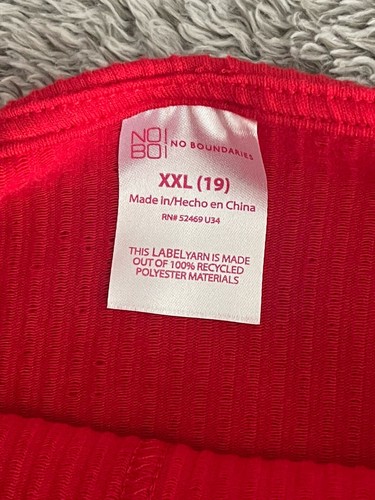 NO
BO
NO BOUNDARIES
XXL (19)
Made in/Hecho en China
RN# 52469 U34
THIS LABELYARN IS MADE
OUT OF 100% RECYCLED
POLYESTER MATERIALS